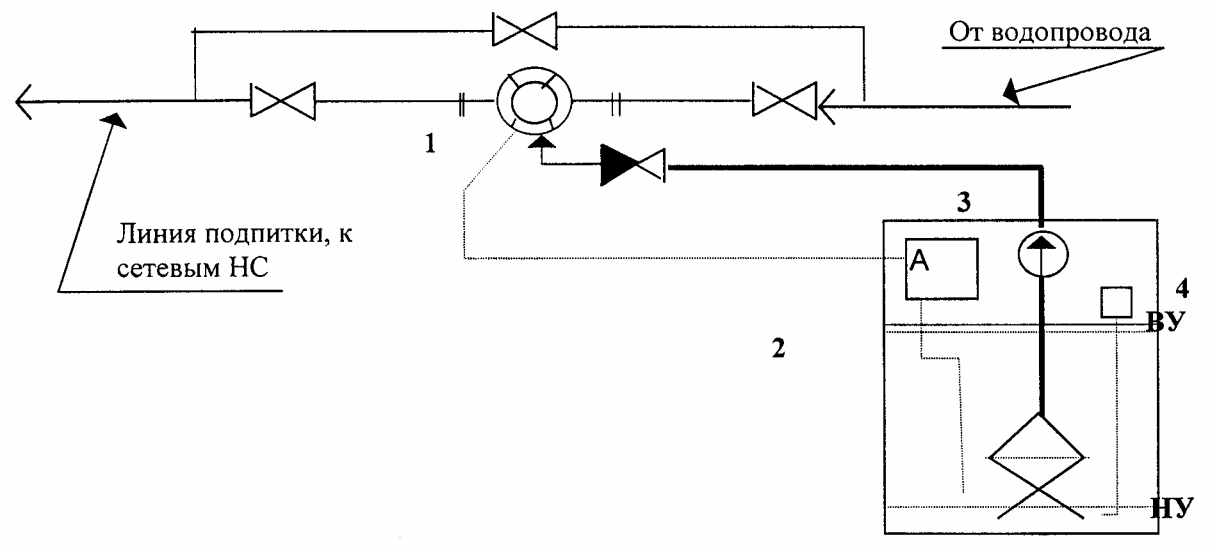 От водопровода
1
Линия подпитки, к
сетевым НС
3
А
4
ВУ
2
НУ